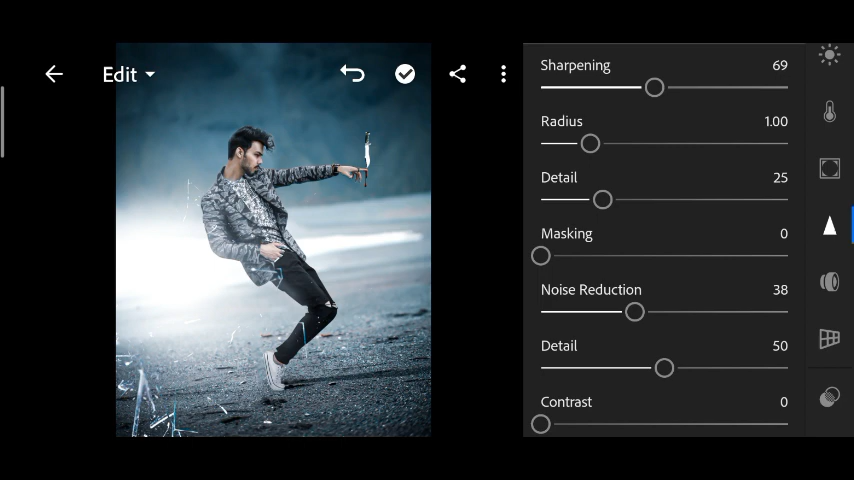 Edit
Sharpening 69
Radius 1.00
Detail 25
Masking 0
Noise Reduction 38
Detail 50
Contrast 0